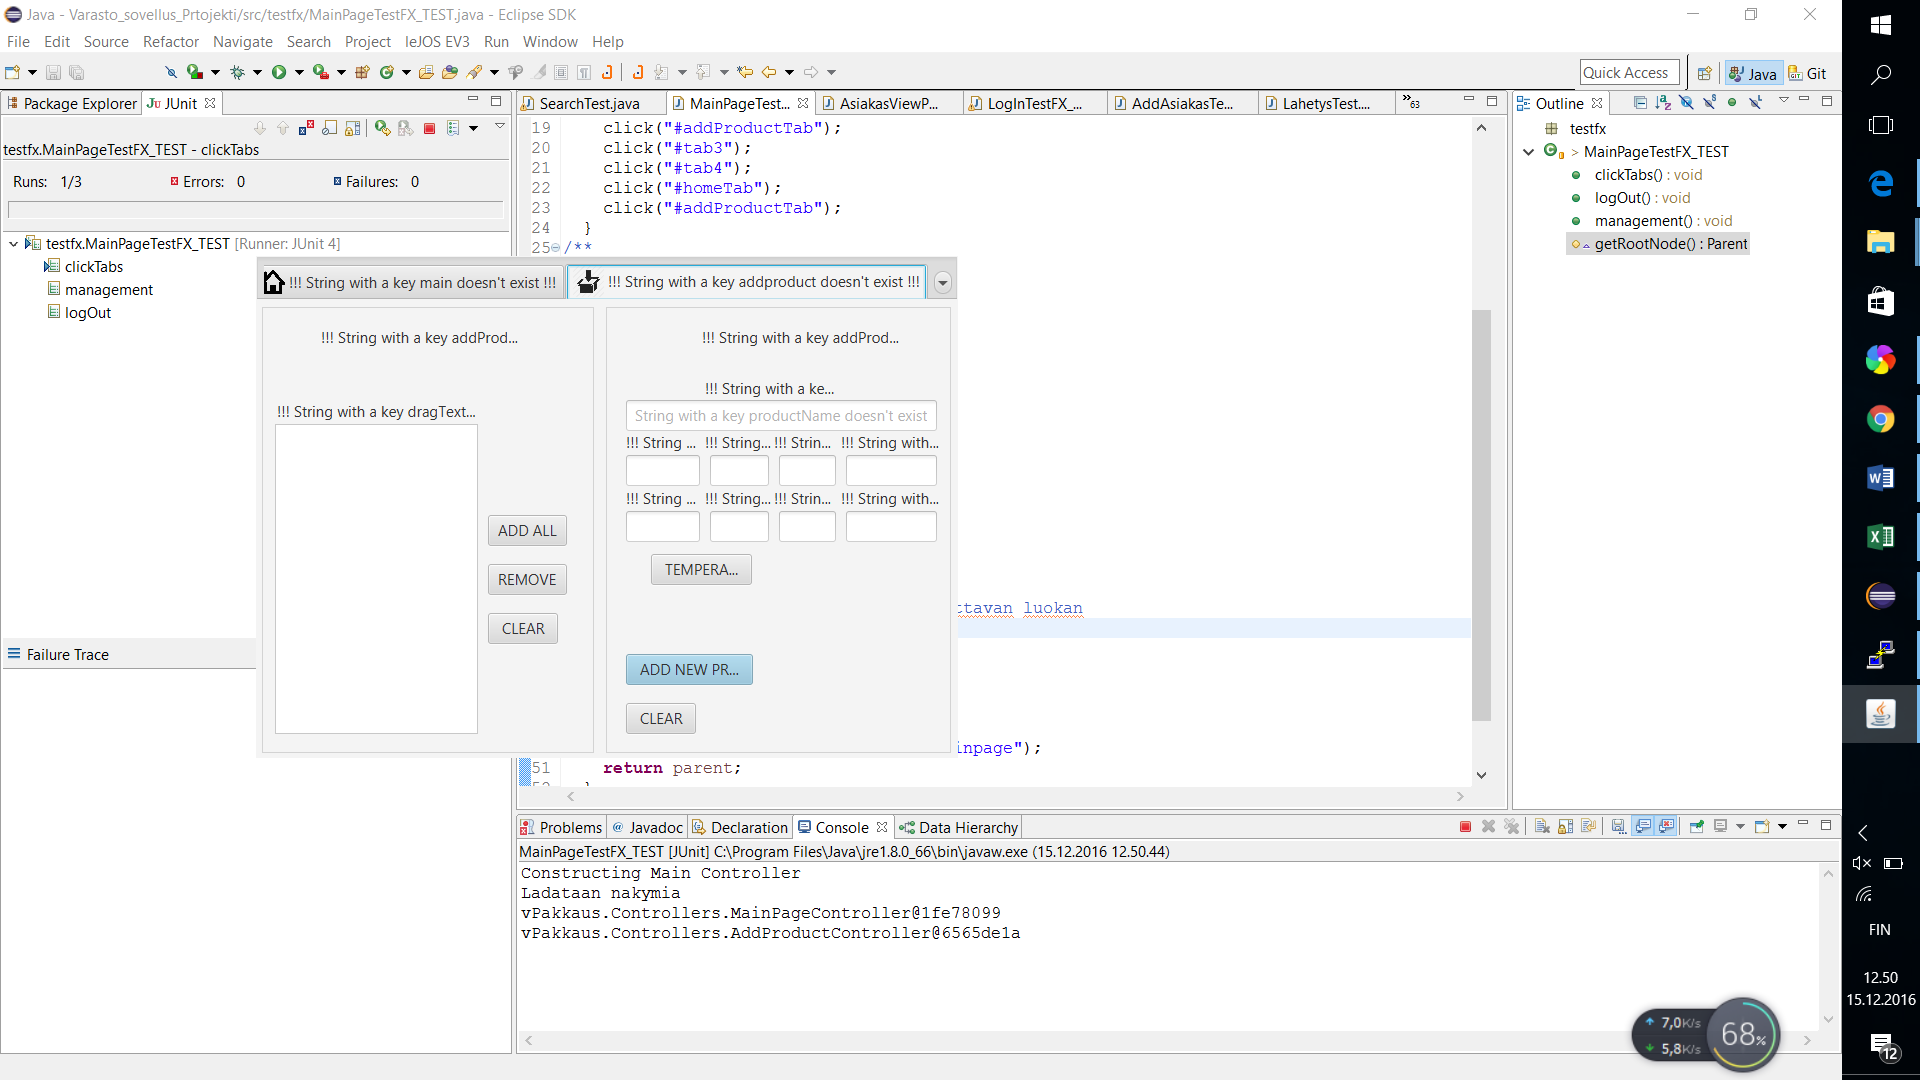 Java - Varasto_sovellus_Prtojekti/src/testfx/MainPageTestFX_TEST.java - Eclipse SDK
File Edit Source Refactor Navigate Search Project leJOS EV3 Run Window Help
Quick Access
Java
Git
Package Explorer
JUnit
testfx.MainPageTestFX_TEST - clickTabs
Runs: 1/3
Errors: 0
Failures: 0
testfx.MainPageTestFX_TEST [Runner: JUnit 4]
clickTabs
management
logOut
Failure Trace
SearchTest.java
MainPageTest...
AsiakasViewP...
LogInTestFX_...
AddAsiakasTe...
LahetysTest....
»63
19 click("#addProductTab");
20 click("#tab3");
21 click("#tab4");
22 click("#homeTab");
23 click("#addProductTab");
24 }
25 /**
ttavan luokan
inpage");
51 return parent;
!!! String with a key main doesn't exist !!!
!!! String with a key addproduct doesn't exist !!!
!!! String with a key addProd...
!!! String with a key dragText...
ADD ALL
REMOVE
CLEAR
!!! String with a key addProd...
!!! String with a ke...
String with a key productName doesn't exist
!!! String ... !!! String... !!! Strin... !!! String with...
!!! String ... !!! String... !!! Strin... !!! String with...
TEMPERA...
ADD NEW PR...
CLEAR
Outline
testfx
> MainPageTestFX_TEST
clickTabs() : void
logOut() : void
management() : void
getRootNode() : Parent
Problems
@ Javadoc
Declaration
Console
Data Hierarchy
MainPageTestFX_TEST [JUnit] C:\Program Files\Java\jre1.8.0_66\bin\javaw.exe (15.12.2016 12.50.44)
Constructing Main Controller
Ladataan nakymia
vPakkaus.Controllers.MainPageController@1fe78099
vPakkaus.Controllers.AddProductController@6565de1a
FIN
12.50
15.12.2016
12
7,0K/s
5,8K/s
68%